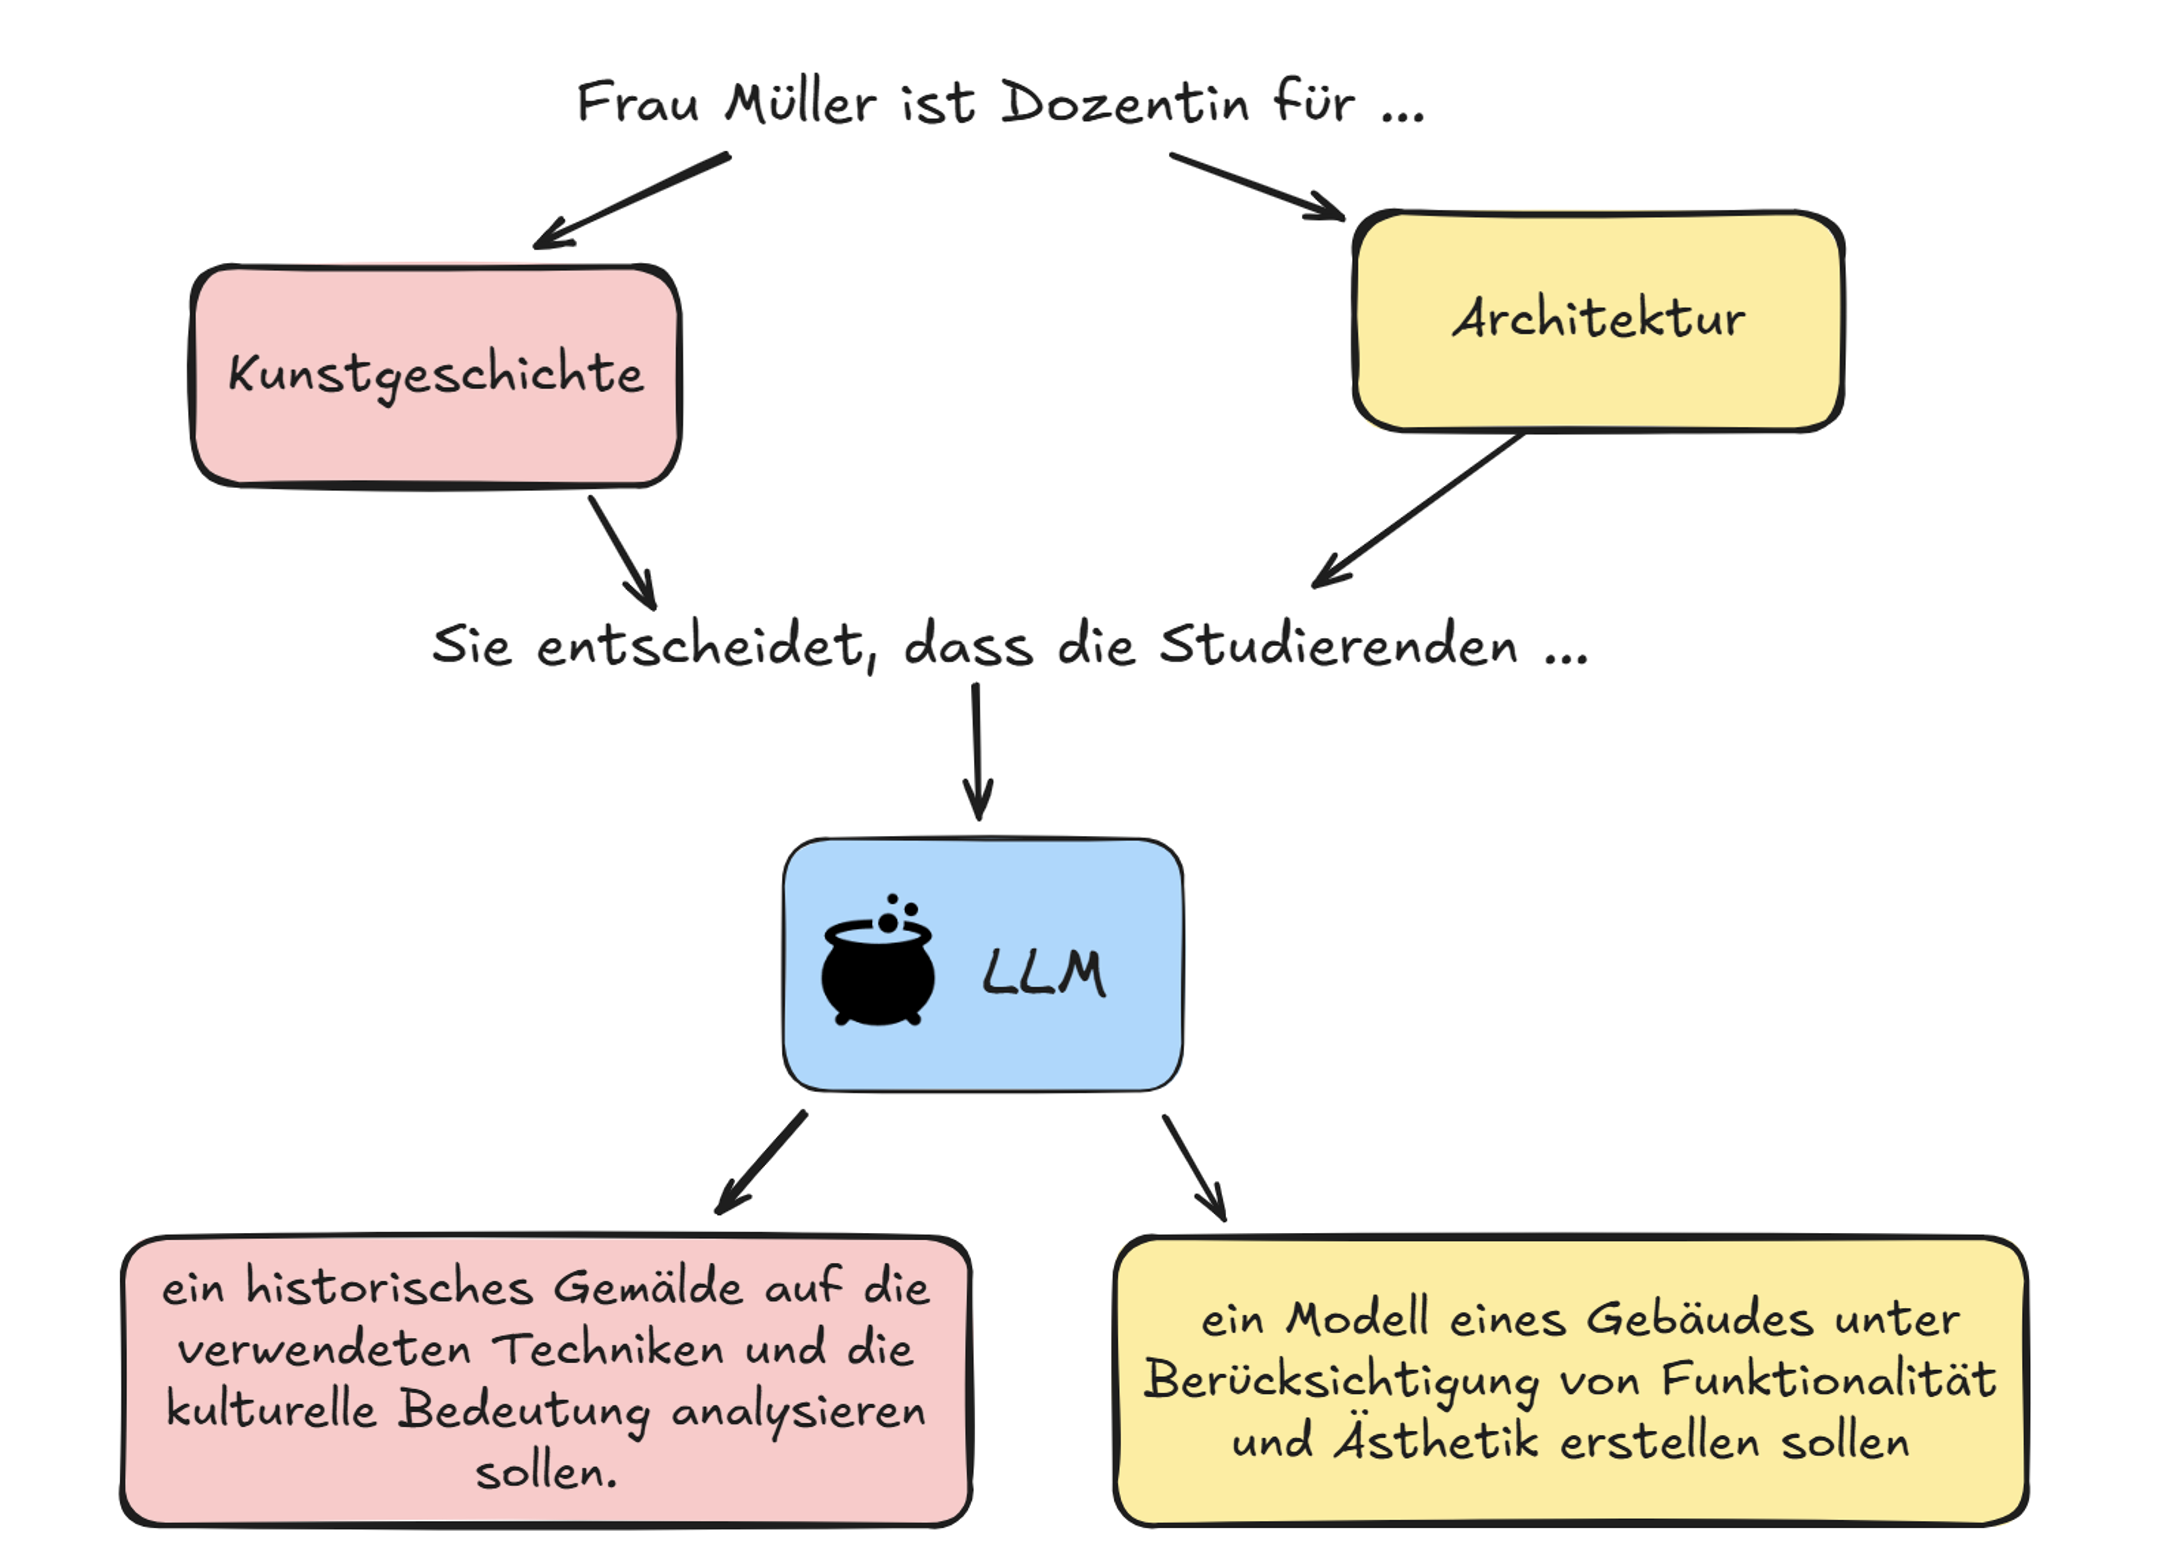 Frau Müller ist Dozentin für ...
Kunstgeschichte
Architektur
Sie entscheidet, dass die Studierenden ...
LLM
ein historisches Gemälde auf die
verwendeten Techniken und die
kulturelle Bedeutung analysieren
sollen.
ein Modell eines Gebäudes unter
Berücksichtigung von Funktionalität
und Ästhetik erstellen sollen